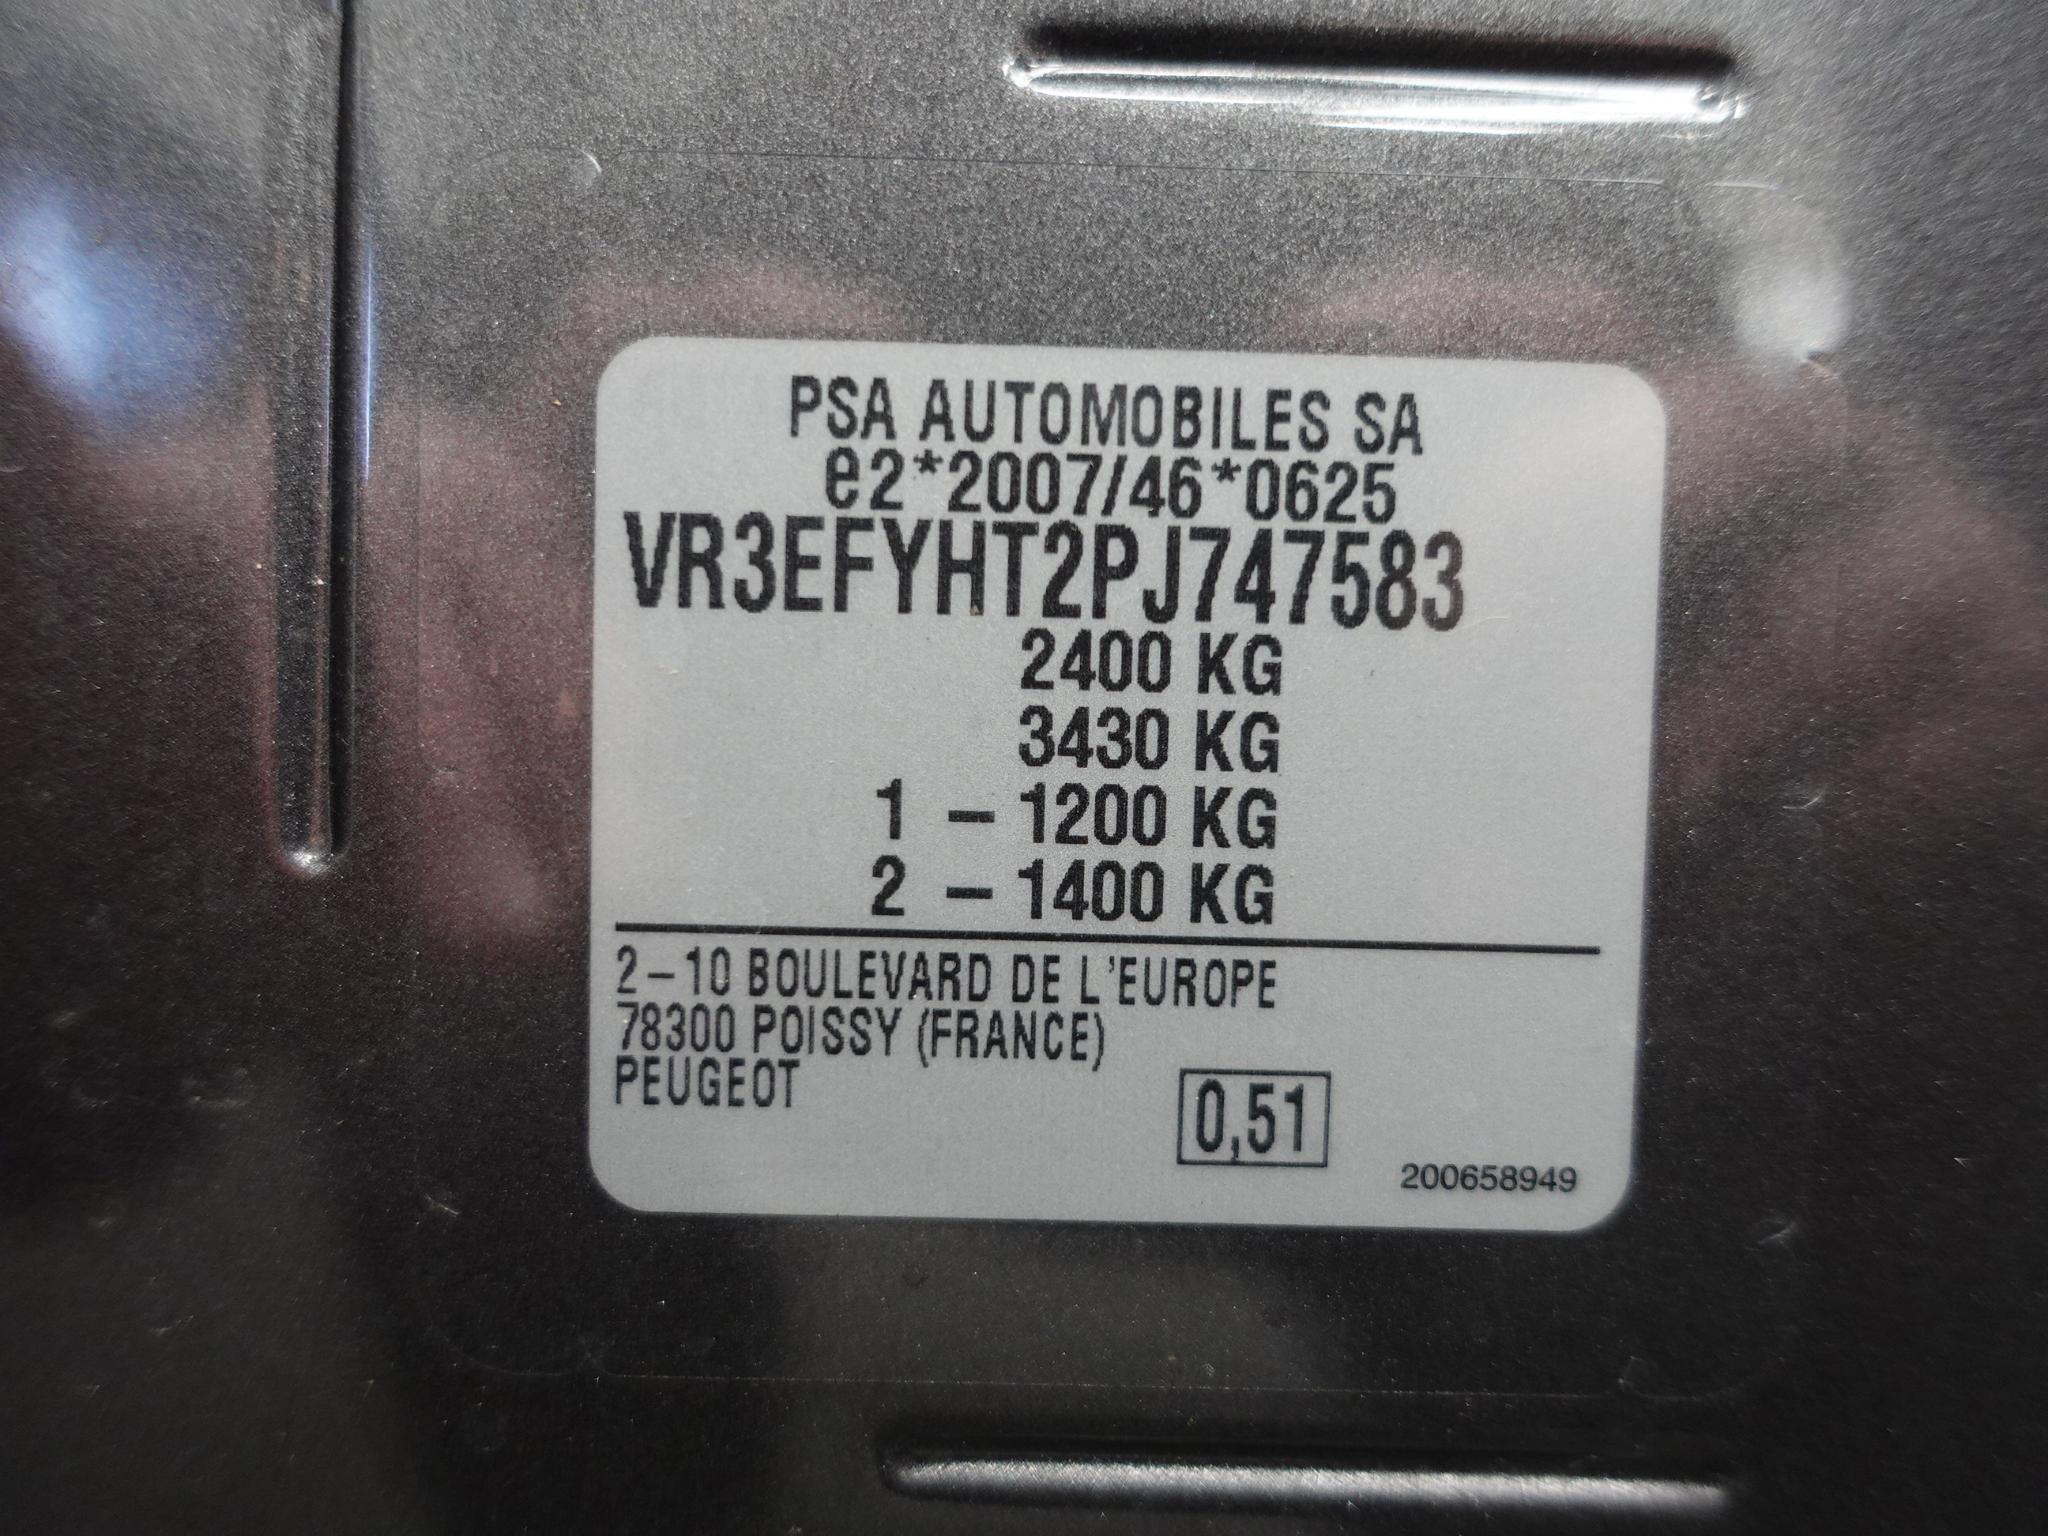 PSA AUTOMOBILES SA
e2*2007/46*0625
VR3EFYHT2PJ747583
2400 KG
3430 KG
1 – 1200 KG
2 – 1400 KG
2–10 BOULEVARD DE L'EUROPE
78300 POISSY (FRANCE)
PEUGEOT
0,51
200658949